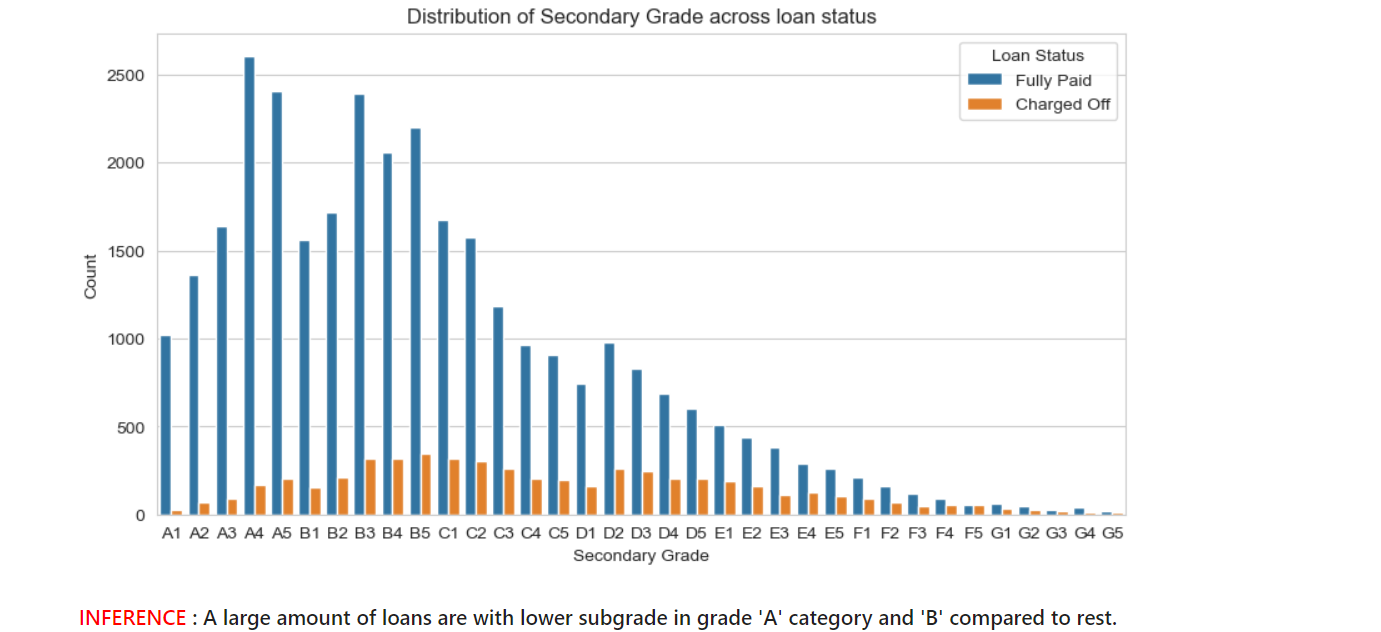 Distribution of Secondary Grade across loan status
Loan Status
Fully Paid
Charged Off
2500
2000
1500
1000
500
0
Count
A1 A2 A3 A4 A5 B1 B2 B3 B4 B5 C1 C2 C3 C4 C5 D1 D2 D3 D4 D5 E1 E2 E3 E4 E5 F1 F2 F3 F4 F5 G1 G2 G3 G4 G5
Secondary Grade
INFERENCE : A large amount of loans are with lower subgrade in grade 'A' category and 'B' compared to rest.